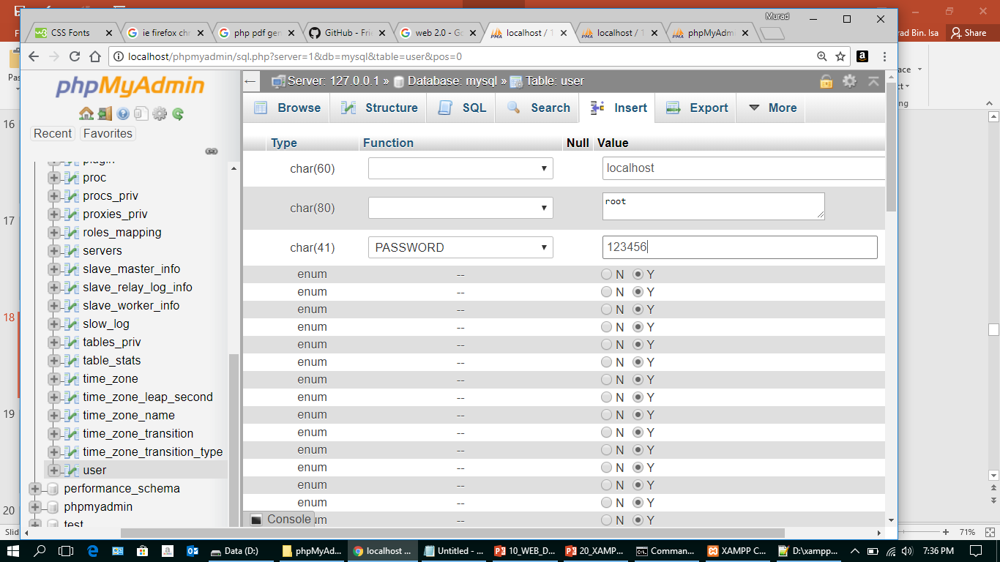 Murad
CSS Fonts
ie firefox chr
php pdf gen
GitHub - Frie
web 2.0 - Go
localhost / 1
localhost / 1
phpMyAdmi
rad Bin. Isa
Share
localhost/phpmyadmin/sql.php?server=1&db=mysql&table=user&pos=0
Pas
phpMyAdmin
Recent
Favorites
Server: 127.0.0.1 » Database: mysql » Table: user
Browse
Structure
SQL
Search
Insert
Export
More
Type
Function
Null
Value
char(60)
localhost
char(80)
root
char(41)
PASSWORD
123456
enum -- N Y
enum -- N Y
enum -- N Y
enum -- N Y
enum -- N Y
enum -- N Y
enum -- N Y
enum -- N Y
enum -- N Y
enum -- N Y
enum -- N Y
enum -- N Y
enum -- N Y
enum -- N Y
um -- N Y
Console
plugin
proc
procs_priv
proxies_priv
roles_mapping
servers
slave_master_info
slave_relay_log_info
slave_worker_info
slow_log
tables_priv
table_stats
time_zone
time_zone_leap_second
time_zone_name
time_zone_transition
time_zone_transition_type
user
performance_schema
phpmyadmin
test
16
17
18
19
20
Slid
ace
ct
ng
71%
Data (D:)
phpMyAd...
localhost ...
Untitled - ...
10_WEB_D...
20_XAMP...
Comman...
XAMPP C...
D:\xampp...
7:36 PM